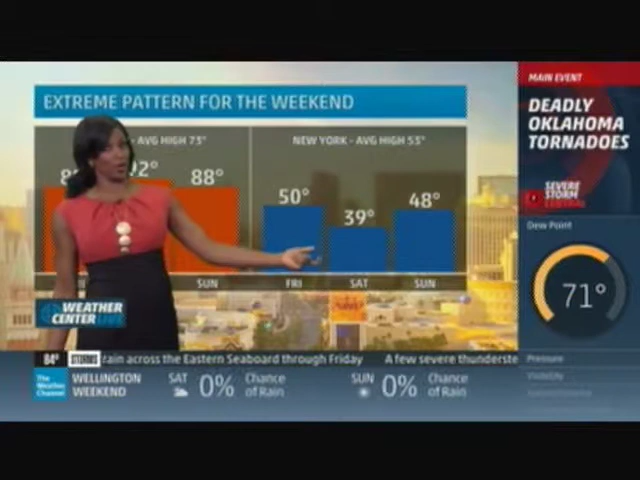 EXTREME PATTERN FOR THE WEEKEND
- AVG HIGH 73°
NEW YORK - AVG HIGH 53°
88°
50°
39°
48°
SUN
FRI
SAT
SUN
WEATHER
CENTER LIVE
MAIN EVENT
DEADLY
OKLAHOMA
TORNADOES
SEVERE
STORM
CENTRAL
Dew Point
71°
Pressure
84°
STORMS
rain across the Eastern Seaboard through Friday
A few severe thunderste
The
Weather
Channel
WELLINGTON
WEEKEND
SAT
0%
Chance
of Rain
SUN
0%
Chance
of Rain